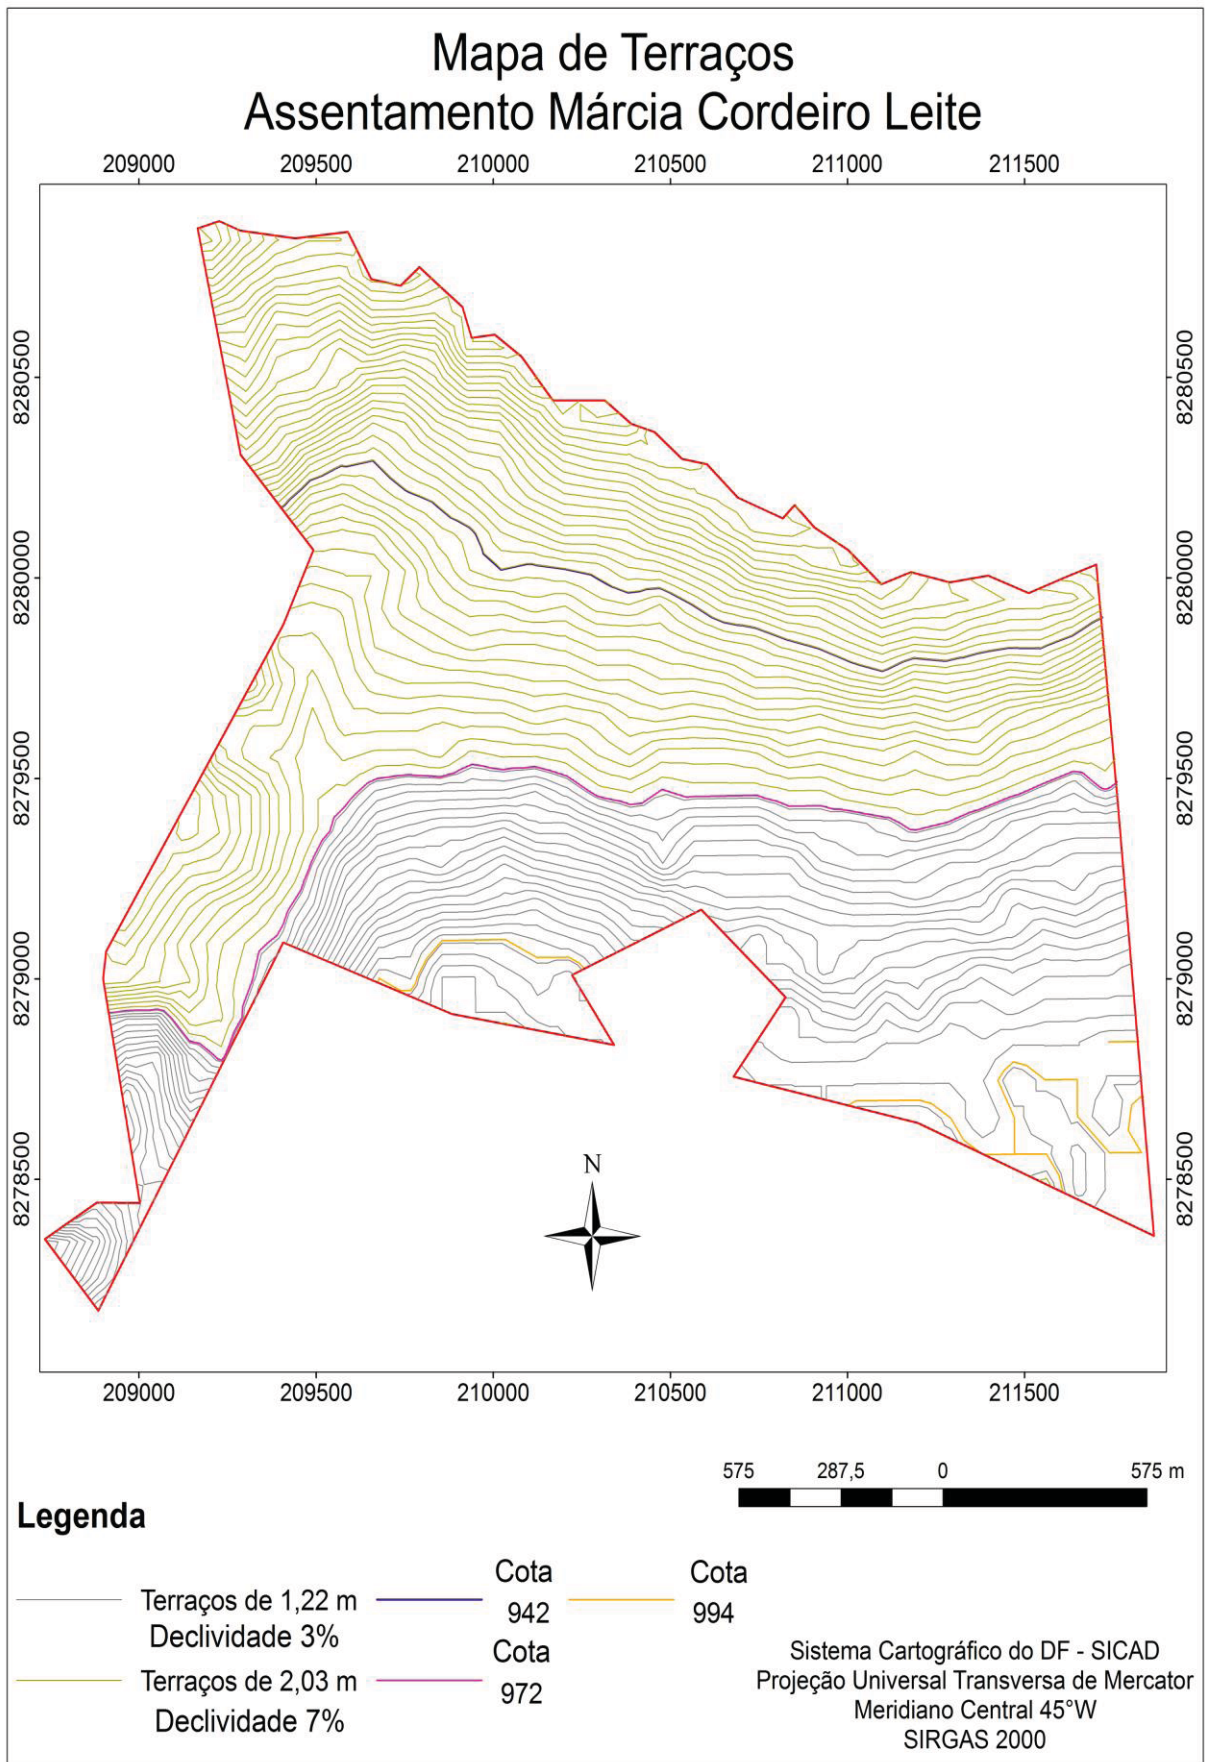 Mapa de Terraços
Assentamento Márcia Cordeiro Leite
209000 209500 210000 210500 211000 211500
8280500 8280500
8280000 8280000
8279500 8279500
8279000 8279000
8278500 8278500
N
209000 209500 210000 210500 211000 211500
575 287,5 0 575 m
Legenda
Terraços de 1,22 m
Declividade 3%
Terraços de 2,03 m
Declividade 7%
Cota
942
Cota
972
Cota
994
Sistema Cartográfico do DF - SICAD
Projeção Universal Transversa de Mercator
Meridiano Central 45°W
SIRGAS 2000